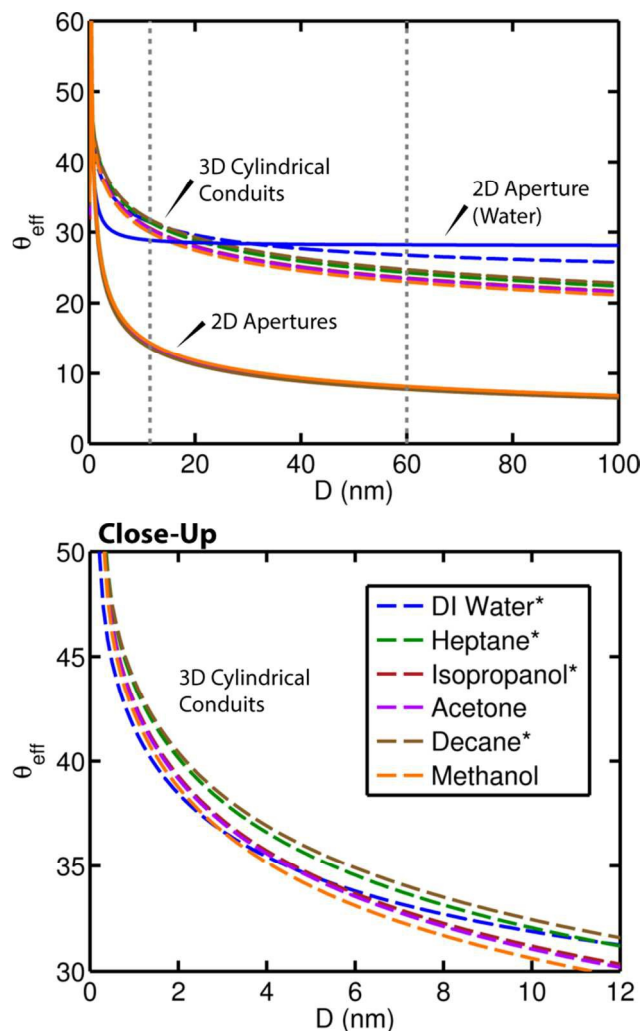 60
50
40
30
20
10
0
θeff
3D Cylindrical
Conduits
2D Aperture
(Water)
2D Apertures
0 20 40 60 80 100
D (nm)
Close-Up
50
45
40
35
30
θeff
3D Cylindrical
Conduits
DI Water*
Heptane*
Isopropanol*
Acetone
Decane*
Methanol
0 2 4 6 8 10 12
D (nm)